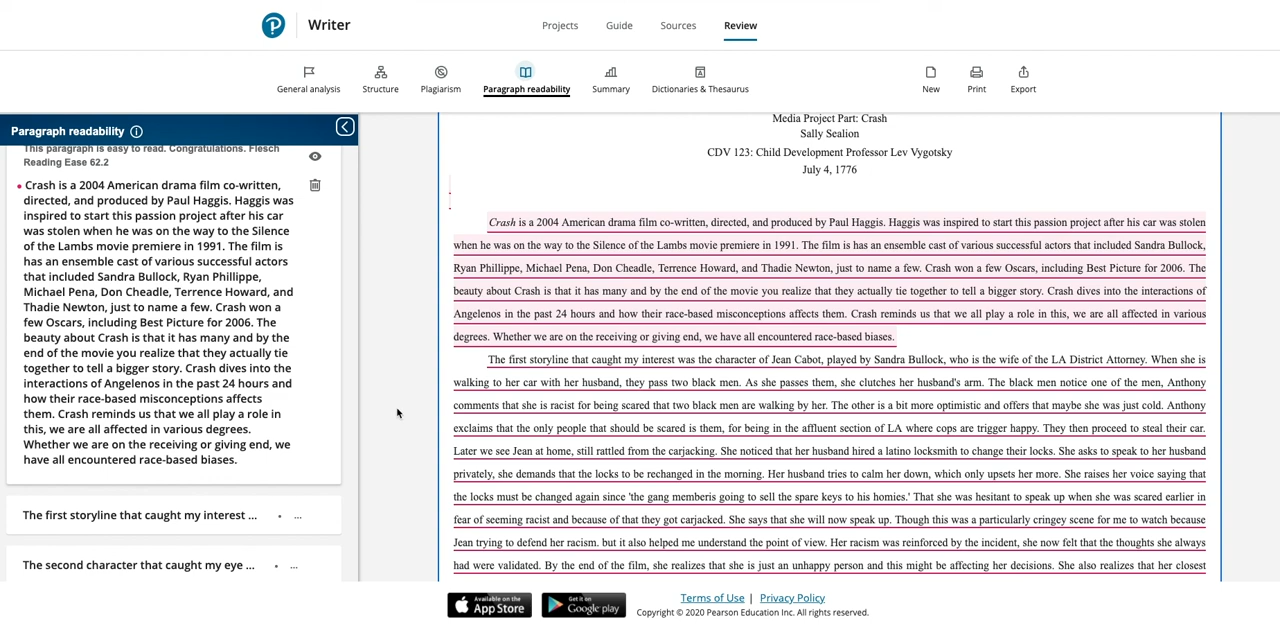 Writer
Projects
Guide
Sources
Review
General analysis
Structure
Plagiarism
Paragraph readability
Summary
Dictionaries & Thesaurus
New
Print
Export
Paragraph readability
This paragraph is easy to read. Congratulations. Flesch
Reading Ease 62.2
• Crash is a 2004 American drama film co-written,
directed, and produced by Paul Haggis. Haggis was
inspired to start this passion project after his car
was stolen when he was on the way to the Silence
of the Lambs movie premiere in 1991. The film is
has an ensemble cast of various successful actors
that included Sandra Bullock, Ryan Phillippe,
Michael Pena, Don Cheadle, Terrence Howard, and
Thadie Newton, just to name a few. Crash won a
few Oscars, including Best Picture for 2006. The
beauty about Crash is that it has many and by the
end of the movie you realize that they actually tie
together to tell a bigger story. Crash dives into the
interactions of Angelenos in the past 24 hours and
how their race-based misconceptions affects
them. Crash reminds us that we all play a role in
this, we are all affected in various degrees.
Whether we are on the receiving or giving end, we
have all encountered race-based biases.
The first storyline that caught my interest ... • ...
The second character that caught my eye ... • ...
Media Project Part: Crash
Sally Sealion
CDV 123: Child Development Professor Lev Vygotsky
July 4, 1776
Crash is a 2004 American drama film co-written, directed, and produced by Paul Haggis. Haggis was inspired to start this passion project after his car was stolen
when he was on the way to the Silence of the Lambs movie premiere in 1991. The film is has an ensemble cast of various successful actors that included Sandra Bullock,
Ryan Phillippe, Michael Pena, Don Cheadle, Terrence Howard, and Thadie Newton, just to name a few. Crash won a few Oscars, including Best Picture for 2006. The
beauty about Crash is that it has many and by the end of the movie you realize that they actually tie together to tell a bigger story. Crash dives into the interactions of
Angelenos in the past 24 hours and how their race-based misconceptions affects them. Crash reminds us that we all play a role in this, we are all affected in various
degrees. Whether we are on the receiving or giving end, we have all encountered race-based biases.
The first storyline that caught my interest was the character of Jean Cabot, played by Sandra Bullock, who is the wife of the LA District Attorney. When she is
walking to her car with her husband, they pass two black men. As she passes them, she clutches her husband's arm. The black men notice one of the men, Anthony
comments that she is racist for being scared that two black men are walking by her. The other is a bit more optimistic and offers that maybe she was just cold. Anthony
exclaims that the only people that should be scared is them, for being in the affluent section of LA where cops are trigger happy. They then proceed to steal their car.
Later we see Jean at home, still rattled from the carjacking. She noticed that her husband hired a latino locksmith to change their locks. She asks to speak to her husband
privately, she demands that the locks to be rechanged in the morning. Her husband tries to calm her down, which only upsets her more. She raises her voice saying that
the locks must be changed again since 'the gang memberis going to sell the spare keys to his homies.' That she was hesitant to speak up when she was scared earlier in
fear of seeming racist and because of that they got carjacked. She says that she will now speak up. Though this was a particularly cringey scene for me to watch because
Jean trying to defend her racism. but it also helped me understand the point of view. Her racism was reinforced by the incident, she now felt that the thoughts she always
had were validated. By the end of the film, she realizes that she is just an unhappy person and this might be affecting her decisions. She also realizes that her closest
Available on the
App Store
Get it on
Google play
Terms of Use | Privacy Policy
Copyright © 2020 Pearson Education Inc. All rights reserved.